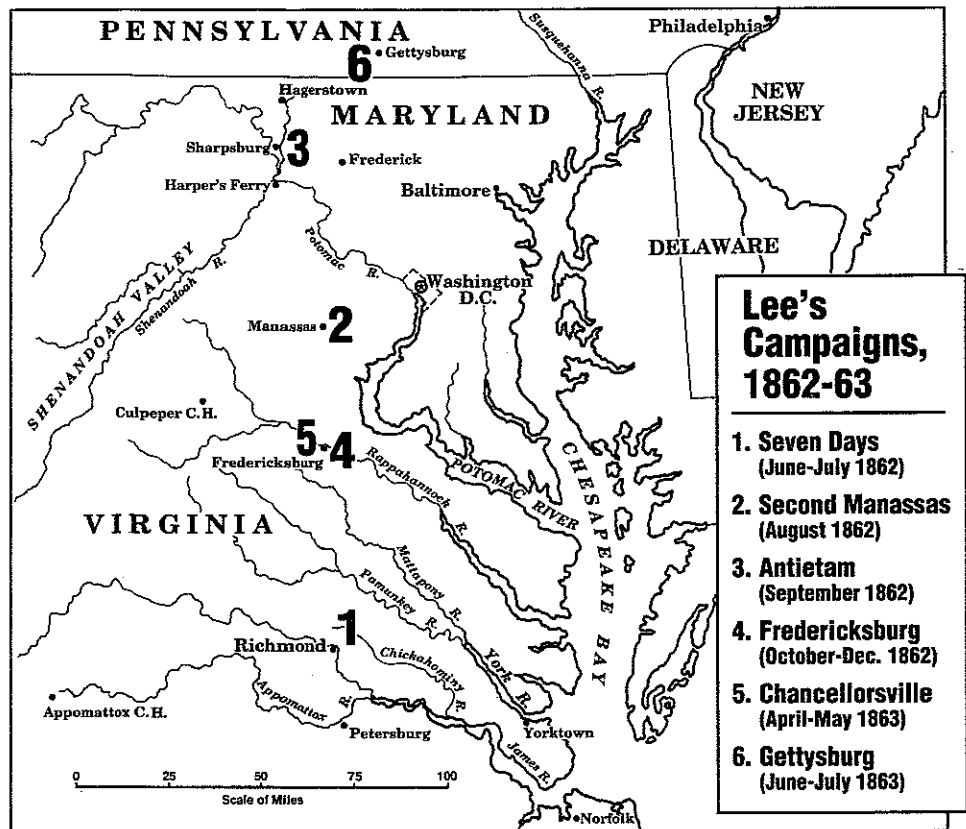 PENNSYLVANIA
6
Gettysburg
Susquehanna R.
Philadelphia
Hagerstown
MARYLAND
NEW
JERSEY
Sharpsburg
3
Frederick
Harper's Ferry
Baltimore
Potomac R.
DELAWARE
SHENANDOAH VALLEY
Shenandoah R.
Washington
D.C.
Manassas
2
Culpeper C.H.
5
4
Fredericksburg
Rappahannock R.
POTOMAC RIVER
CHESAPEAKE BAY
VIRGINIA
Mattapony R.
Pamunkey R.
1
Richmond
Chickahominy R.
York R.
Appomattox C.H.
Appomattox R.
Petersburg
Yorktown
James R.
Norfolk
0 25 50 75 100
Scale of Miles
Lee's
Campaigns,
1862-63
1. Seven Days
(June-July 1862)
2. Second Manassas
(August 1862)
3. Antietam
(September 1862)
4. Fredericksburg
(October-Dec. 1862)
5. Chancellorsville
(April-May 1863)
6. Gettysburg
(June-July 1863)